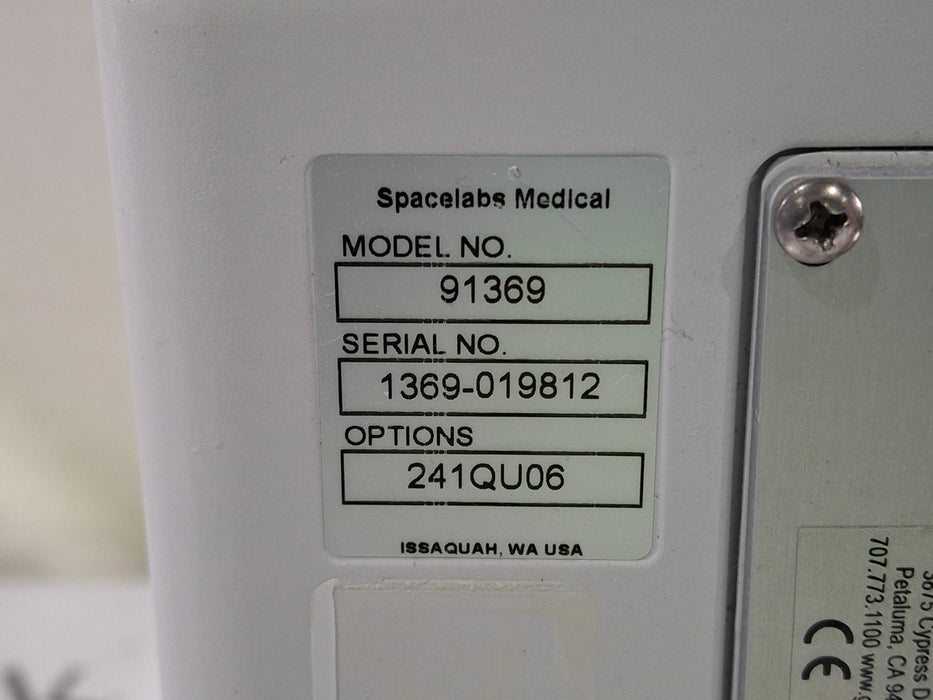 Spacelabs Medical
MODEL NO.
91369
SERIAL NO.
1369-019812
OPTIONS
241QU06
ISSAQUAH, WA USA
Cypress
Petaluma, CA
707.773.1100
CE